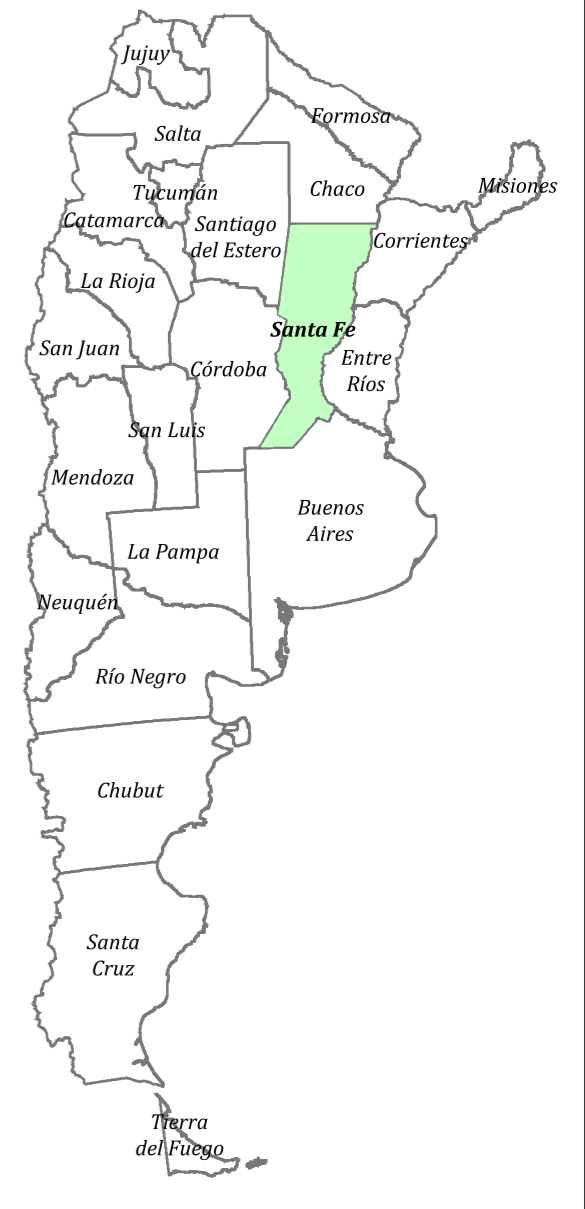 Jujuy
Formosa
Salta
Misiones
Chaco
Tucumán
Catamarca
Santiago
del Estero
Corrientes
La Rioja
Santa Fe
San Juan
Entre
Ríos
Córdoba
San Luis
Mendoza
Buenos
Aires
La Pampa
Neuquén
Río Negro
Chubut
Santa
Cruz
Tierra
del Fuego